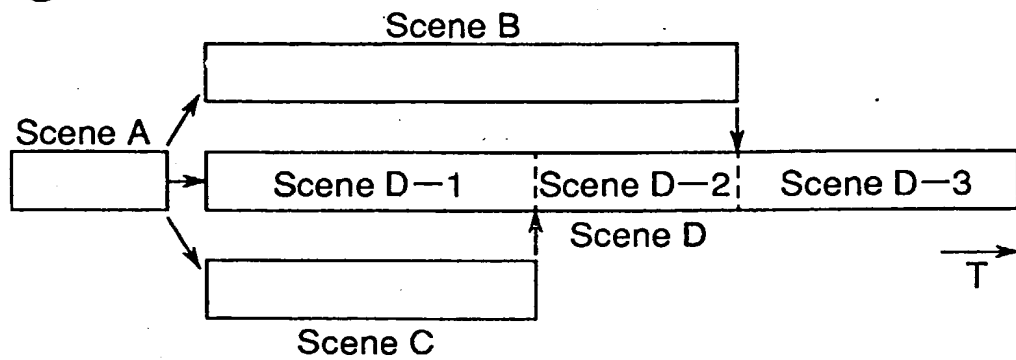 Scene B
Scene A
Scene D—1
Scene D—2
Scene D—3
Scene D
T
Scene C